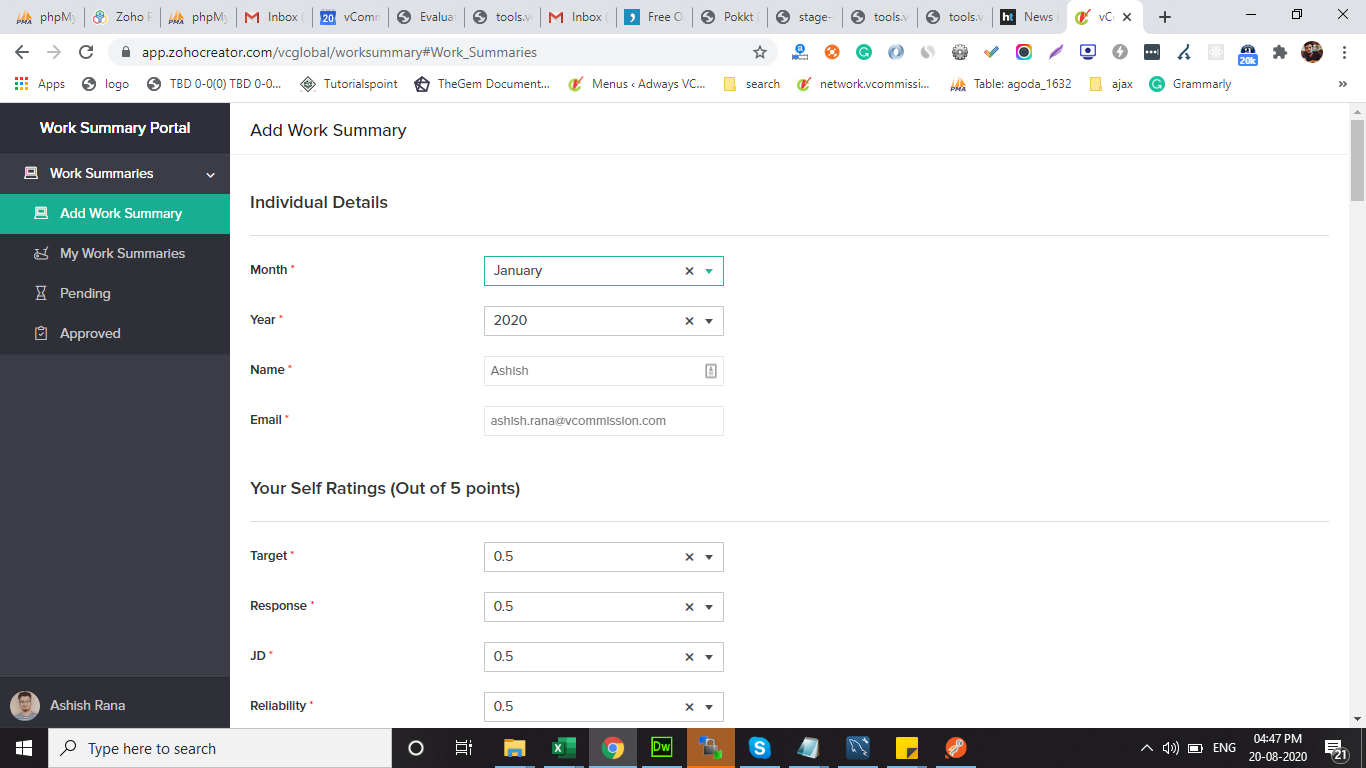 phpMy
Zoho F
phpMy
Inbox (
20 vComm
Evaluat
tools.v
Inbox (
Free O
Pokkt
stage-
tools.v
tools.v
ht News
vCo
app.zohocreator.com/vcglobal/worksummary#Work_Summaries
20k
Apps
logo
TBD 0-0(0) TBD 0-0...
Tutorialspoint
TheGem Document...
Menus ‹ Adways VC...
search
network.vcommissi...
PMA Table: agoda_1632
ajax
Grammarly
»
Work Summary Portal
Work Summaries
Add Work Summary
My Work Summaries
Pending
Approved
Ashish Rana
Add Work Summary
Individual Details
Month * January
Year * 2020
Name * Ashish
Email * ashish.rana@vcommission.com
Your Self Ratings (Out of 5 points)
Target * 0.5
Response * 0.5
JD * 0.5
Reliability * 0.5
Type here to search
Dw
ENG
04:47 PM
20-08-2020
21